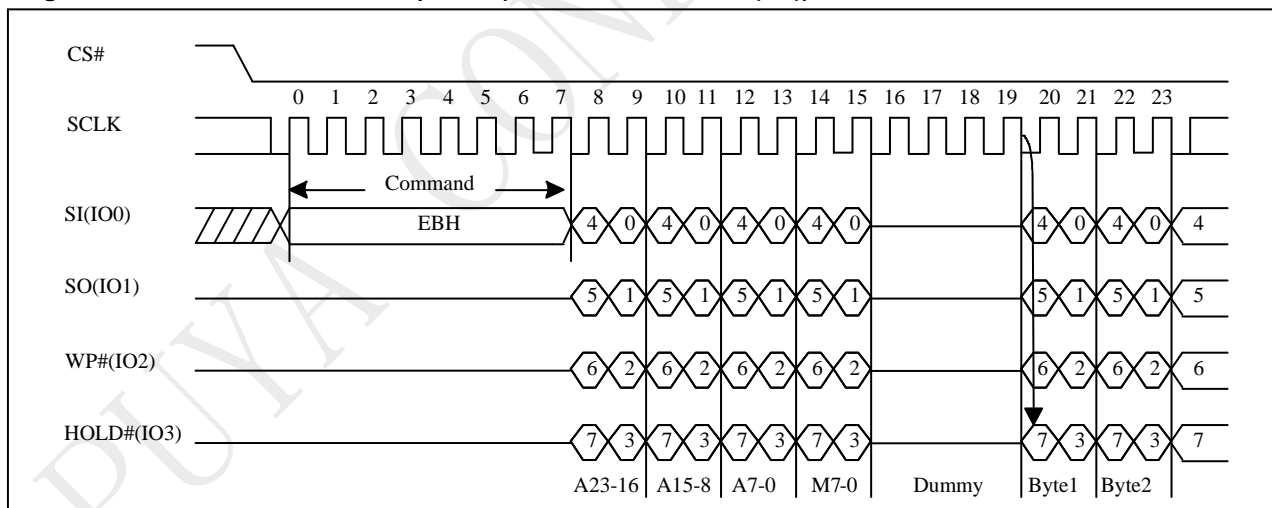 CS#
0 1 2 3 4 5 6 7 8 9 10 11 12 13 14 15 16 17 18 19 20 21 22 23
SCLK
Command
SI(IO0)
EBH
4 0 4 0 4 0 4 0 4 0 4 0 4
SO(IO1)
5 1 5 1 5 1 5 1 5 1 5 1 5
WP#(IO2)
6 2 6 2 6 2 6 2 6 2 6 2 6
HOLD#(IO3)
7 3 7 3 7 3 7 3 7 3 7 3 7
A23-16 A15-8 A7-0 M7-0 Dummy Byte1 Byte2
PUYA